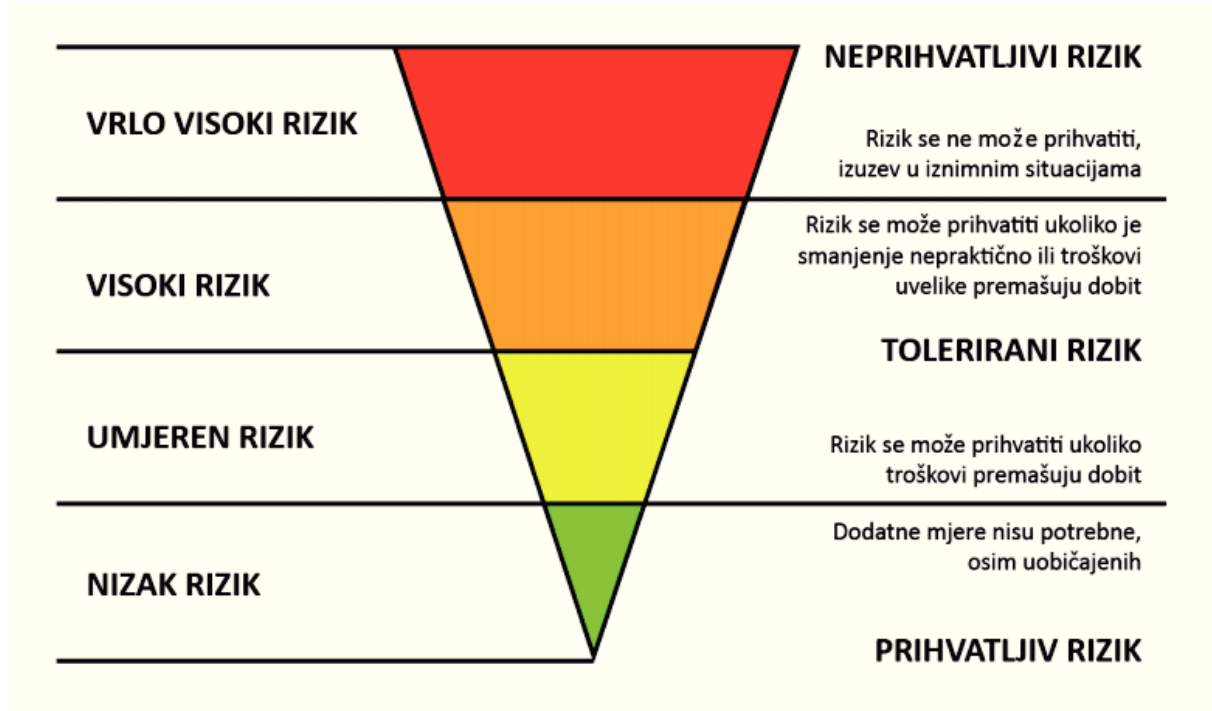 NEPRIHVATLJIVI RIZIK
VRLO VISOKI RIZIK
Rizik se ne može prihvatiti,
izuzev u iznimnim situacijama
Rizik se može prihvatiti ukoliko je
smanjenje nepraktično ili troškovi
uvelike premašuju dobit
VISOKI RIZIK
TOLERIRANI RIZIK
UMJEREN RIZIK
Rizik se može prihvatiti ukoliko
troškovi premašuju dobit
Dodatne mjere nisu potrebne,
osim uobičajenih
NIZAK RIZIK
PRIHVATLJIV RIZIK